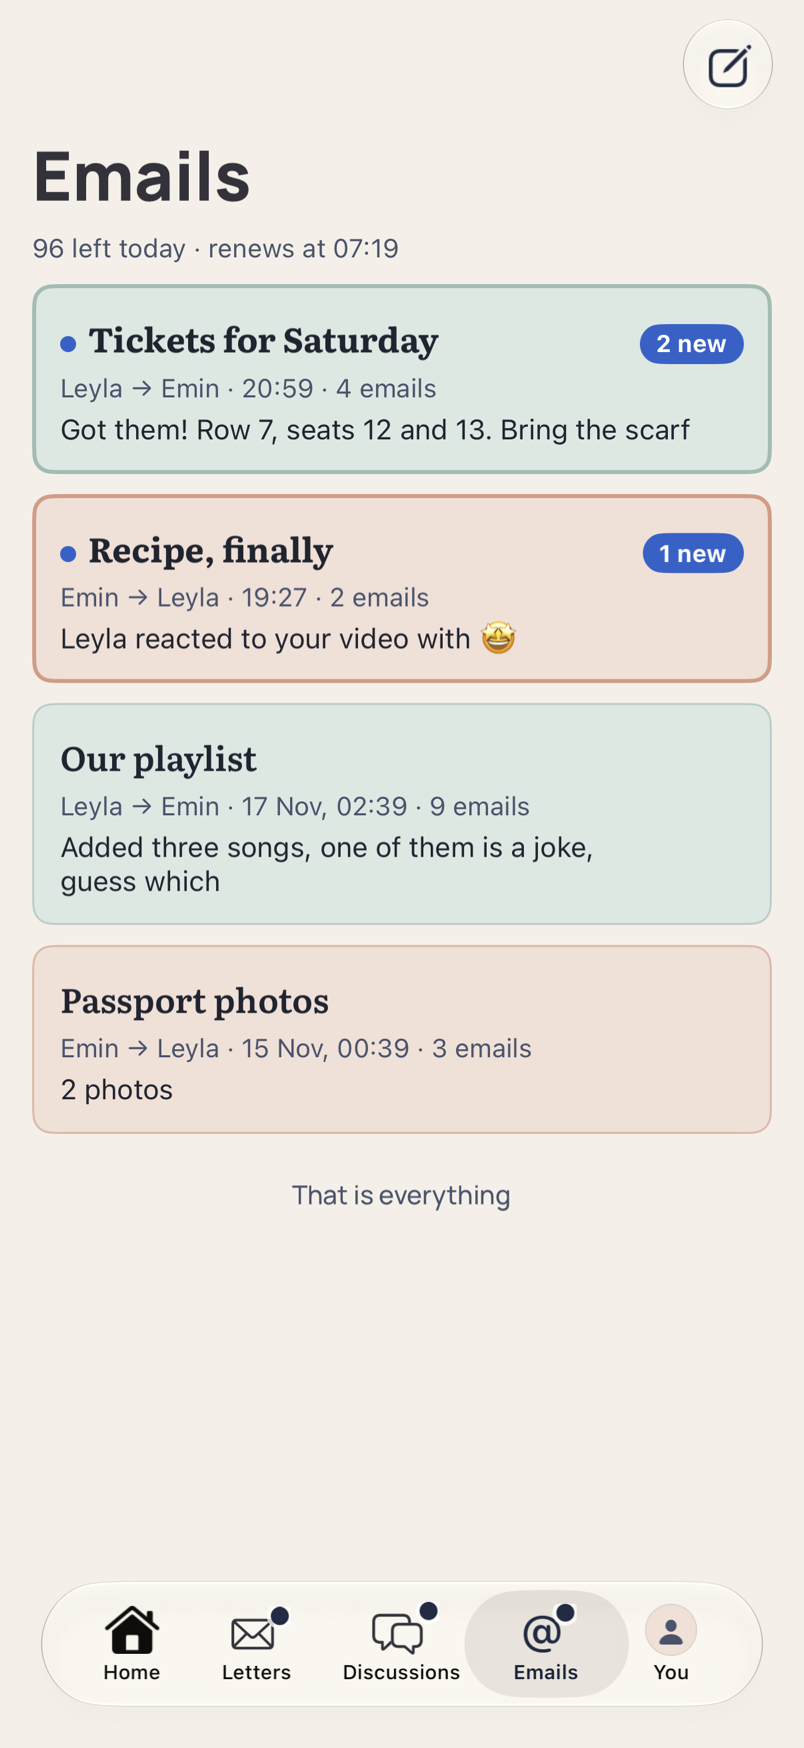 Emails
96 left today · renews at 07:19
Tickets for Saturday
2 new
Leyla → Emin · 20:59 · 4 emails
Got them! Row 7, seats 12 and 13. Bring the scarf
Recipe, finally
1 new
Emin → Leyla · 19:27 · 2 emails
Leyla reacted to your video with 🤩
Our playlist
Leyla → Emin · 17 Nov, 02:39 · 9 emails
Added three songs, one of them is a joke,
guess which
Passport photos
Emin → Leyla · 15 Nov, 00:39 · 3 emails
2 photos
That is everything
Home
Letters
Discussions
@
Emails
You